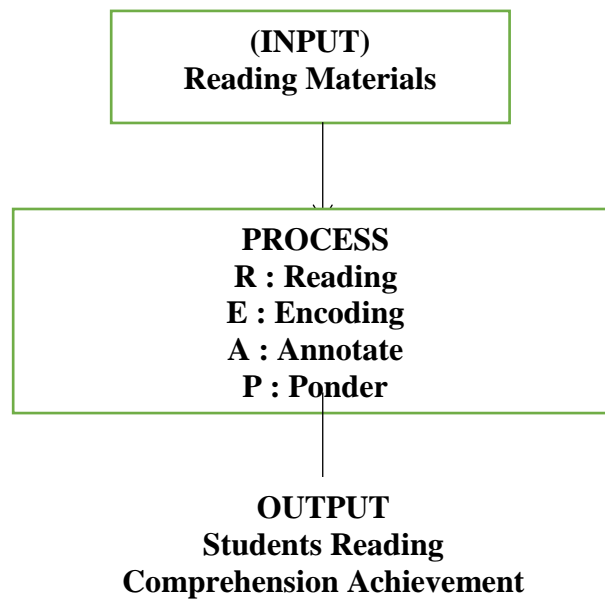 (INPUT)
Reading Materials
PROCESS
R : Reading
E : Encoding
A : Annotate
P : Ponder
OUTPUT
Students Reading
Comprehension Achievement